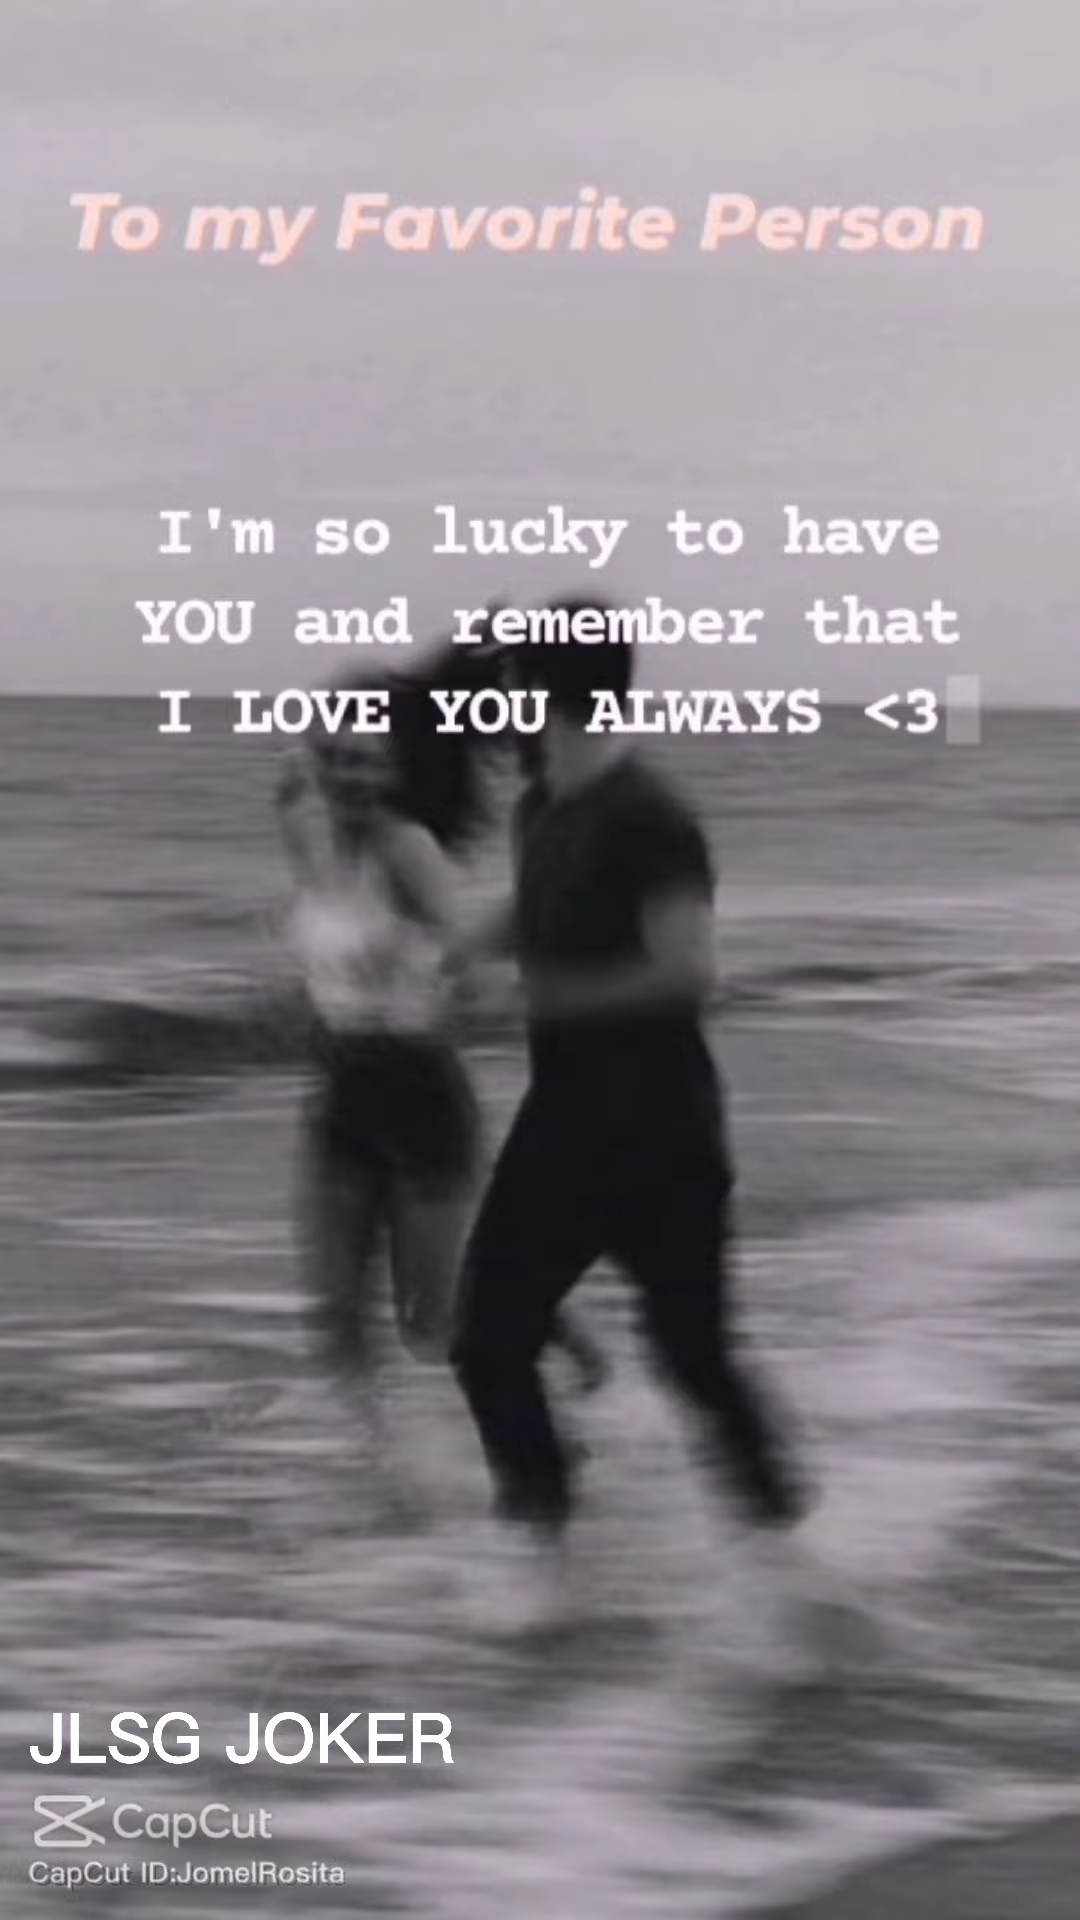 To my Favorite Person
I'm so lucky to have
YOU and remember that
I LOVE YOU ALWAYS <3
JLSG JOKER
CapCut
CapCut ID:JomelRosita